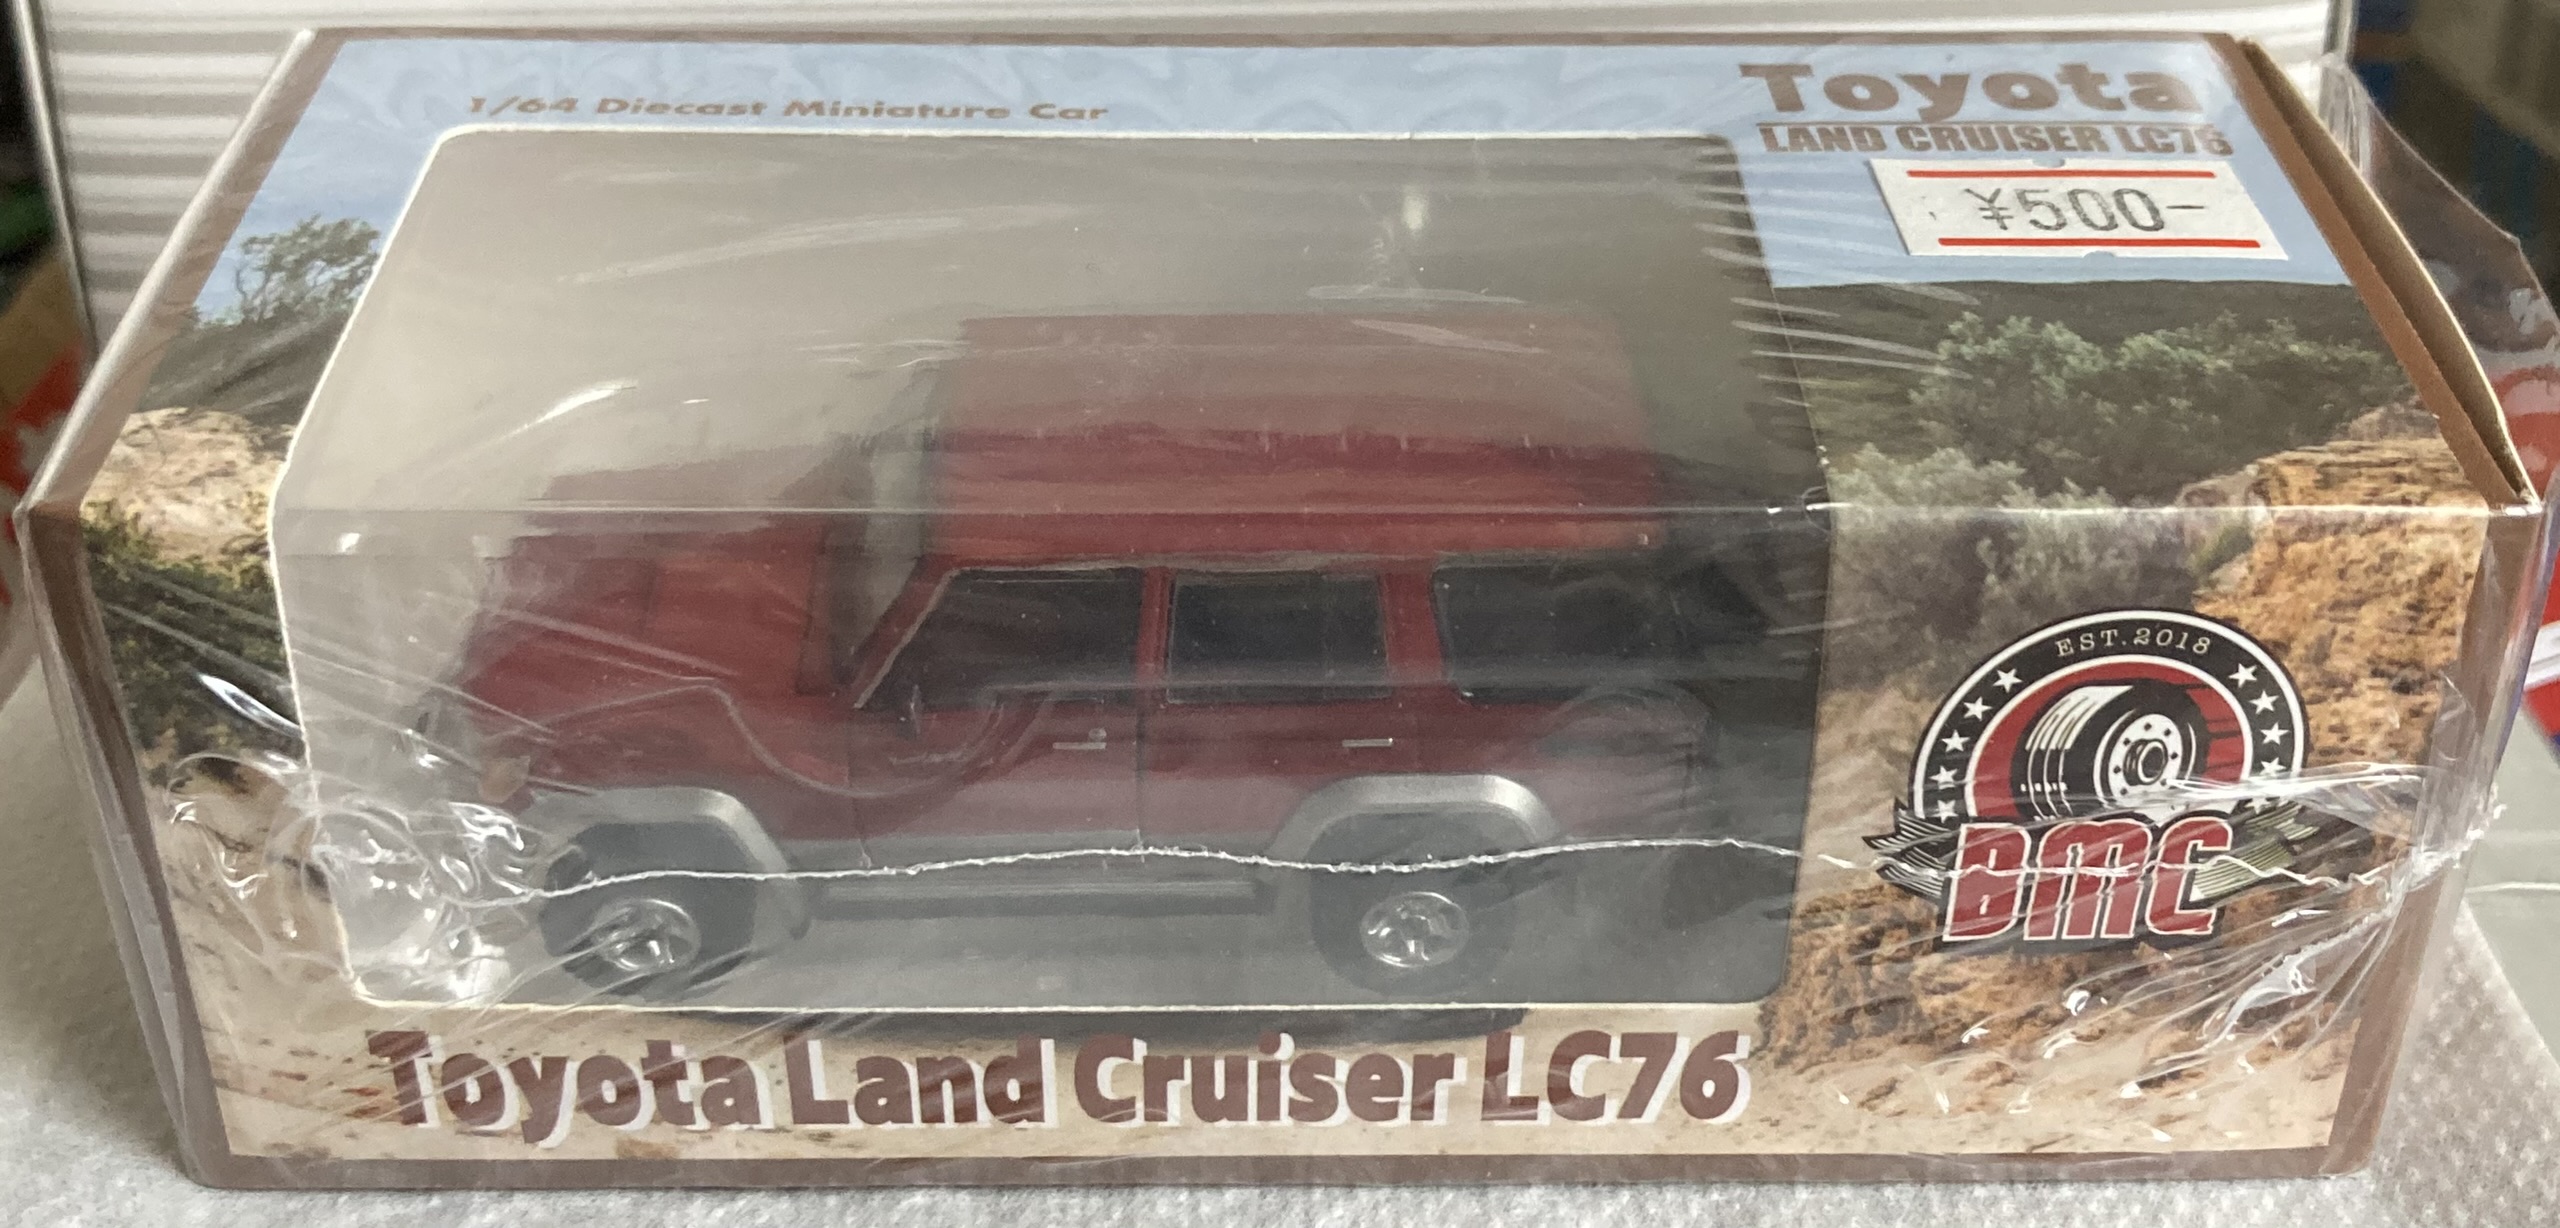 1/64 Diecast Miniature Car
Toyota
LAND CRUISER LC76
¥500-
EST.2018
BMC
Toyota Land Cruiser LC76